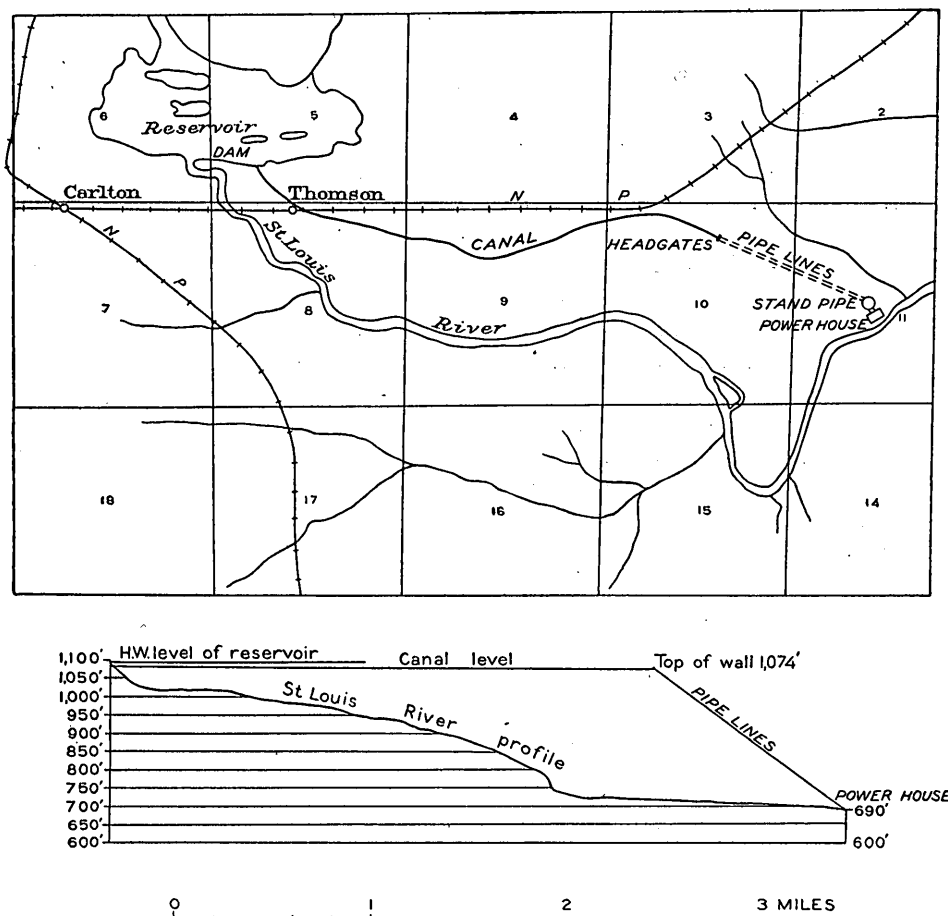 6
5
4
3
2
Reservoir
DAM
Carlton
Thomson
N P
N P
St. Louis
CANAL
HEADGATES
PIPE LINES
7
8
9
10
STAND PIPE
POWER HOUSE
11
River
18
17
16
15
14
1,100' H.W. level of reservoir Canal level Top of wall 1,074'
1,050'
1,000' St Louis
950' River
900' profile
850' PIPE LINES
800'
750'
700' POWER HOUSE
690'
650'
600' 600'
0 1 2 3 MILES